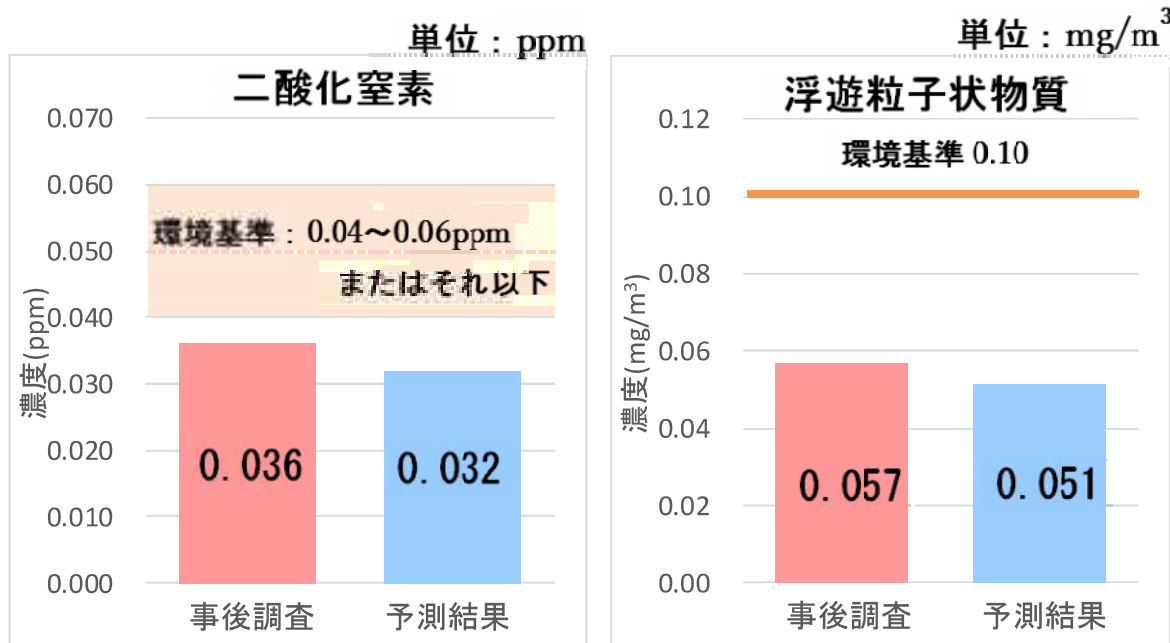 単位：ppm
二酸化窒素
0.070
0.060
0.050
0.040
0.030
0.020
0.010
0.000
濃度(ppm)
環境基準：0.04～0.06ppm
またはそれ以下
0.036
0.032
事後調査
予測結果
単位：mg/m³
浮遊粒子状物質
0.12
0.10
0.08
0.06
0.04
0.02
0.00
濃度(mg/m³)
環境基準 0.10
0.057
0.051
事後調査
予測結果